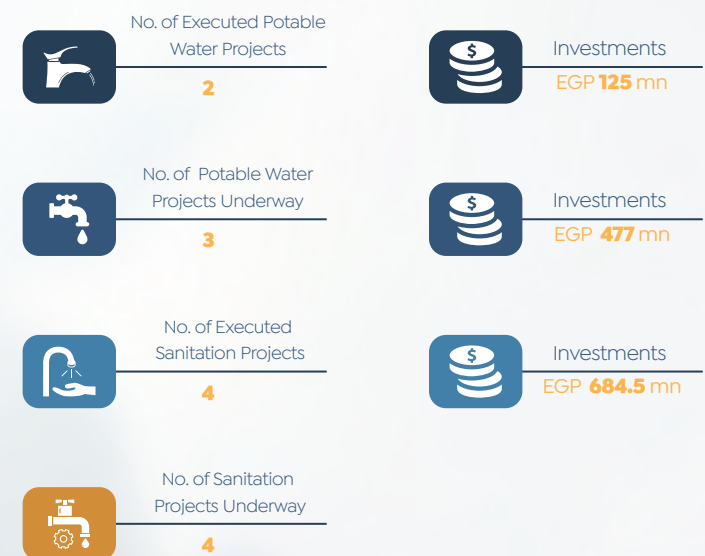 No. of Executed Potable
Water Projects
2
$
Investments
EGP 125 mn
No. of Potable Water
Projects Underway
3
$
Investments
EGP 477 mn
No. of Executed
Sanitation Projects
4
$
Investments
EGP 684.5 mn
No. of Sanitation
Projects Underway
4